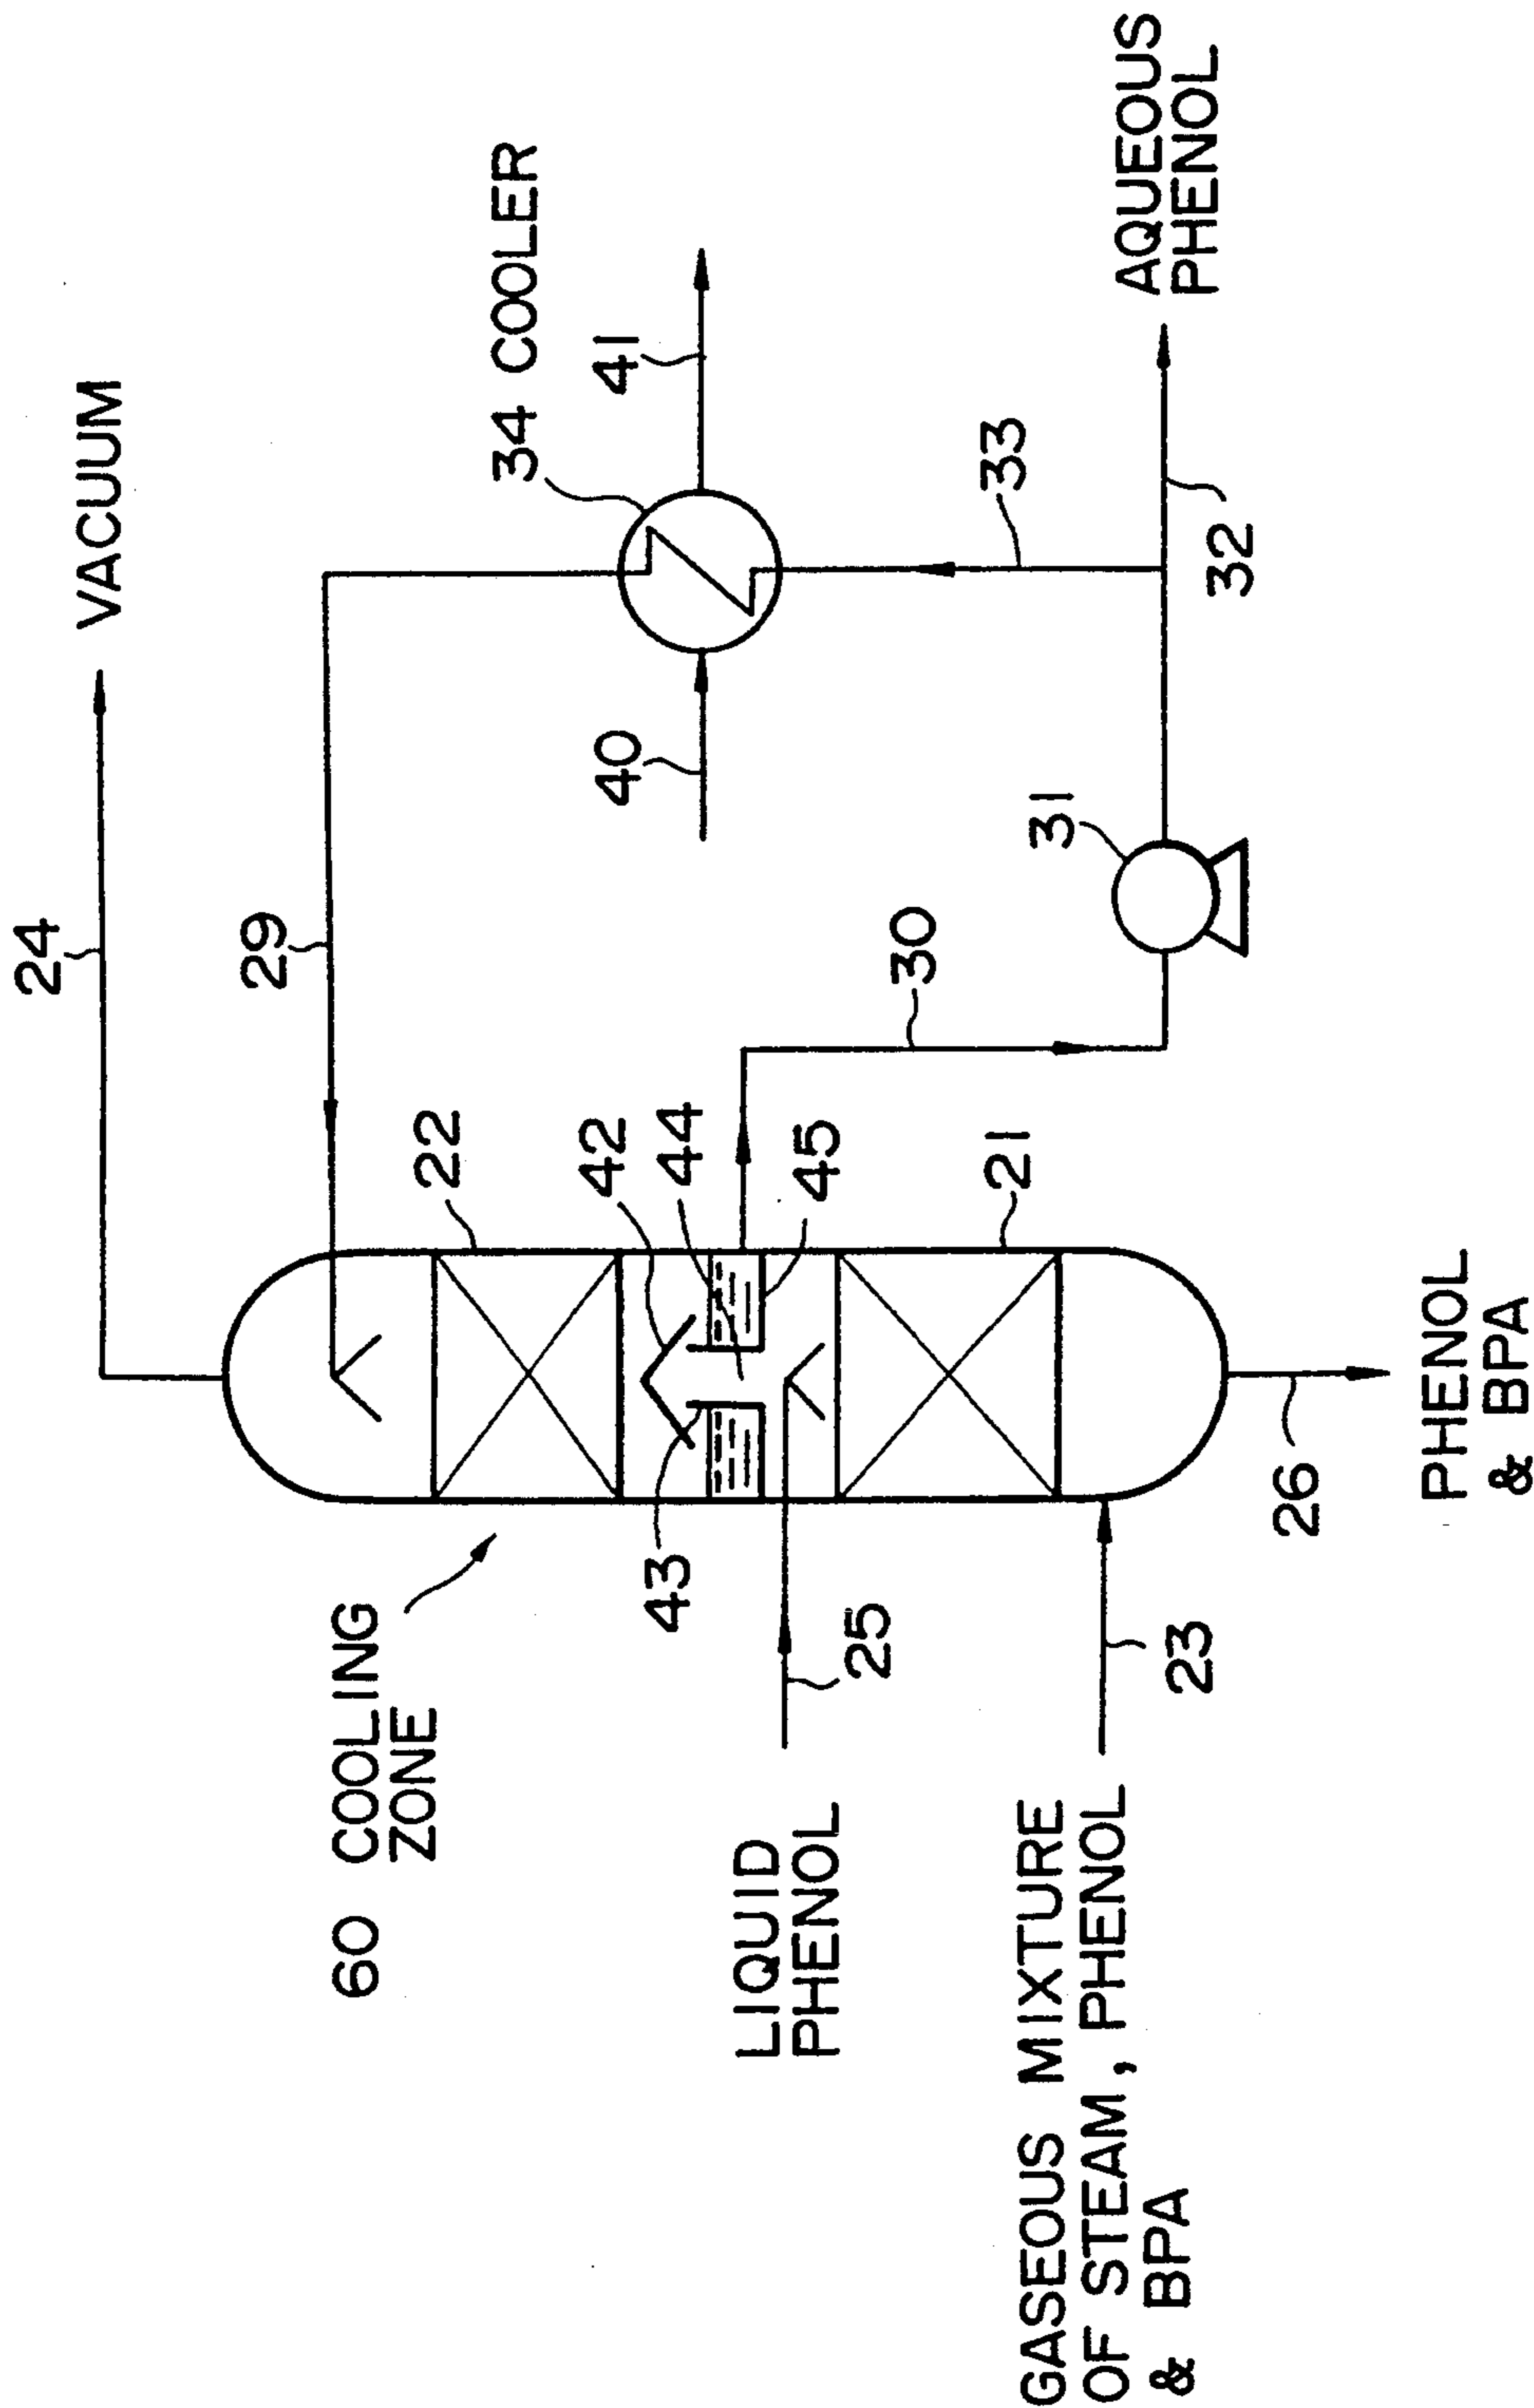 24
VACUUM
29
34 COOLER
41
60 COOLING
ZONE
22
40
42
44
43
45
30
33
LIQUID
PHENOL
25
31
32
AQUEOUS
PHENOL
21
GASEOUS MIXTURE
OF STEAM, PHENOL
& BPA
23
26
PHENOL
& BPA